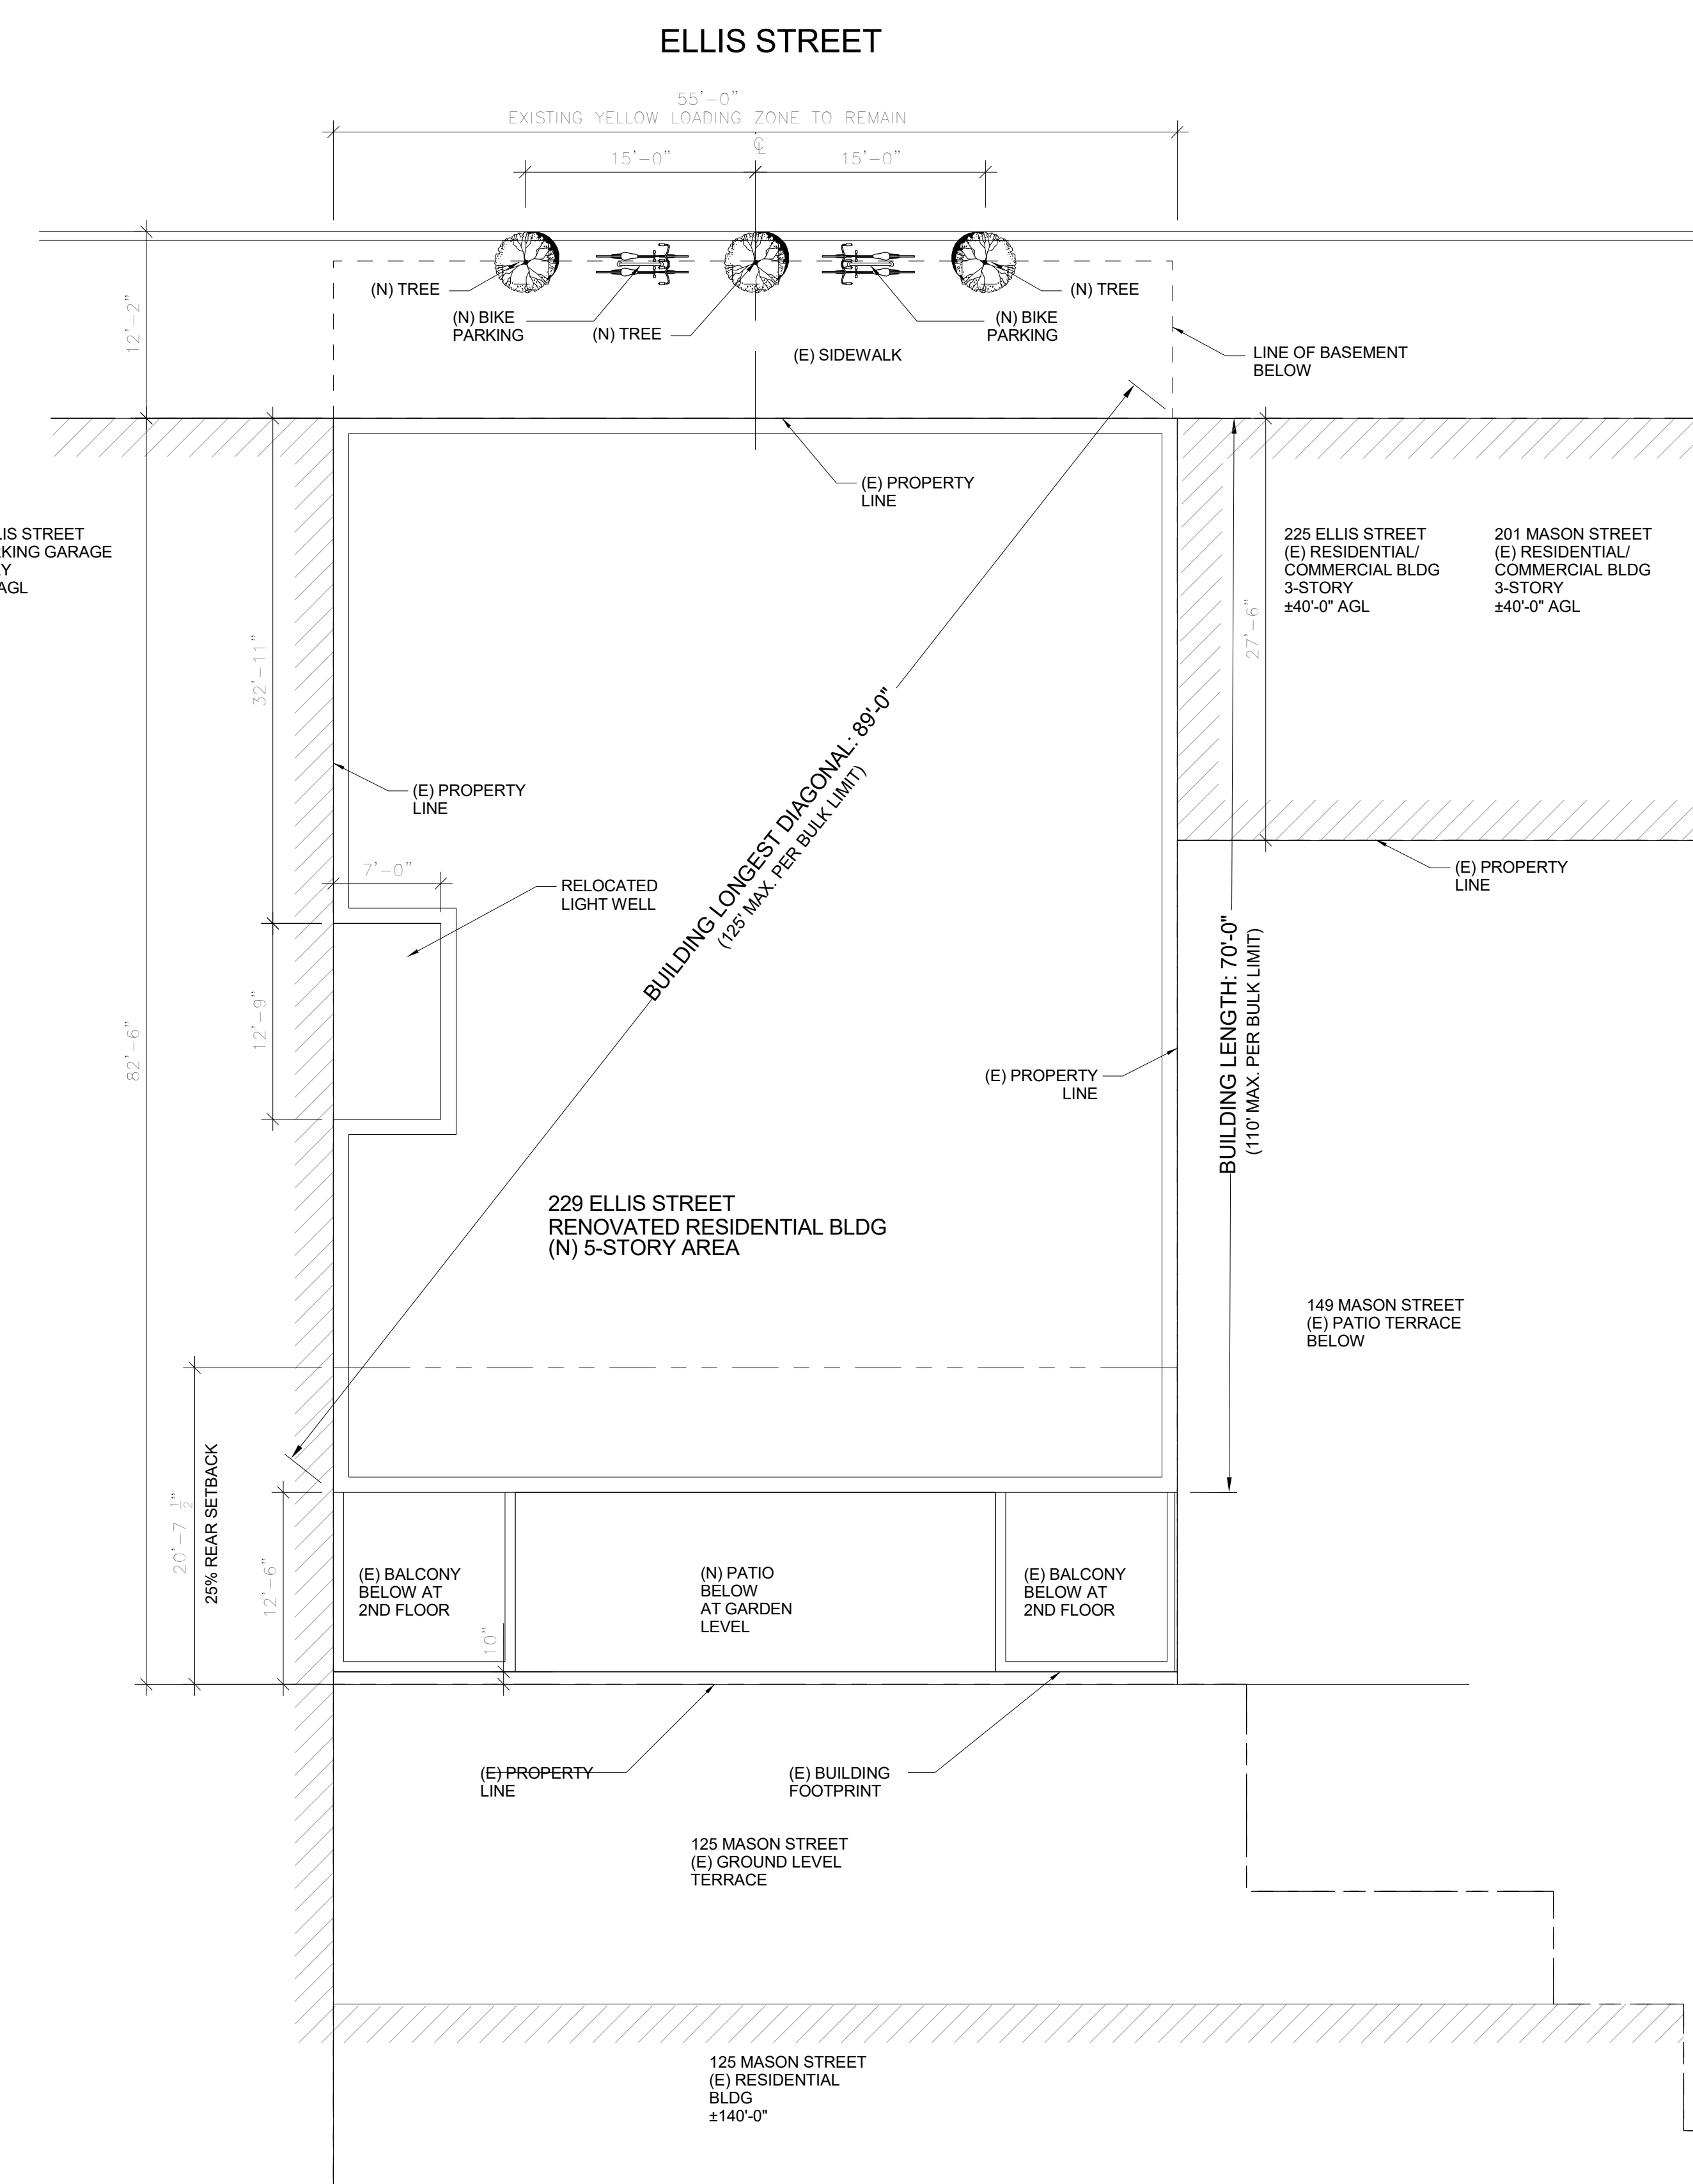 ELLIS STREET
55'-0"
EXISTING YELLOW LOADING ZONE TO REMAIN
℄
15'-0"
15'-0"
12'-2"
(N) TREE
(N) BIKE
PARKING
(N) TREE
(E) SIDEWALK
(N) BIKE
PARKING
(N) TREE
LINE OF BASEMENT
BELOW
(E) PROPERTY
LINE
LIS STREET
KING GARAGE
Y
AGL
225 ELLIS STREET
(E) RESIDENTIAL/
COMMERCIAL BLDG
3-STORY
±40'-0" AGL
201 MASON STREET
(E) RESIDENTIAL/
COMMERCIAL BLDG
3-STORY
±40'-0" AGL
27'-6"
32'-11"
(E) PROPERTY
LINE
BUILDING LONGEST DIAGONAL: 89'-0"
(125' MAX. PER BULK LIMIT)
7'-0"
RELOCATED
LIGHT WELL
(E) PROPERTY
LINE
12'-9"
82'-6"
BUILDING LENGTH: 70'-0"
(110' MAX. PER BULK LIMIT)
(E) PROPERTY
LINE
229 ELLIS STREET
RENOVATED RESIDENTIAL BLDG
(N) 5-STORY AREA
149 MASON STREET
(E) PATIO TERRACE
BELOW
20'-7 1/2"
25% REAR SETBACK
12'-6"
(E) BALCONY
BELOW AT
2ND FLOOR
10"
(N) PATIO
BELOW
AT GARDEN
LEVEL
(E) BALCONY
BELOW AT
2ND FLOOR
(E) PROPERTY
LINE
(E) BUILDING
FOOTPRINT
125 MASON STREET
(E) GROUND LEVEL
TERRACE
125 MASON STREET
(E) RESIDENTIAL
BLDG
±140'-0"